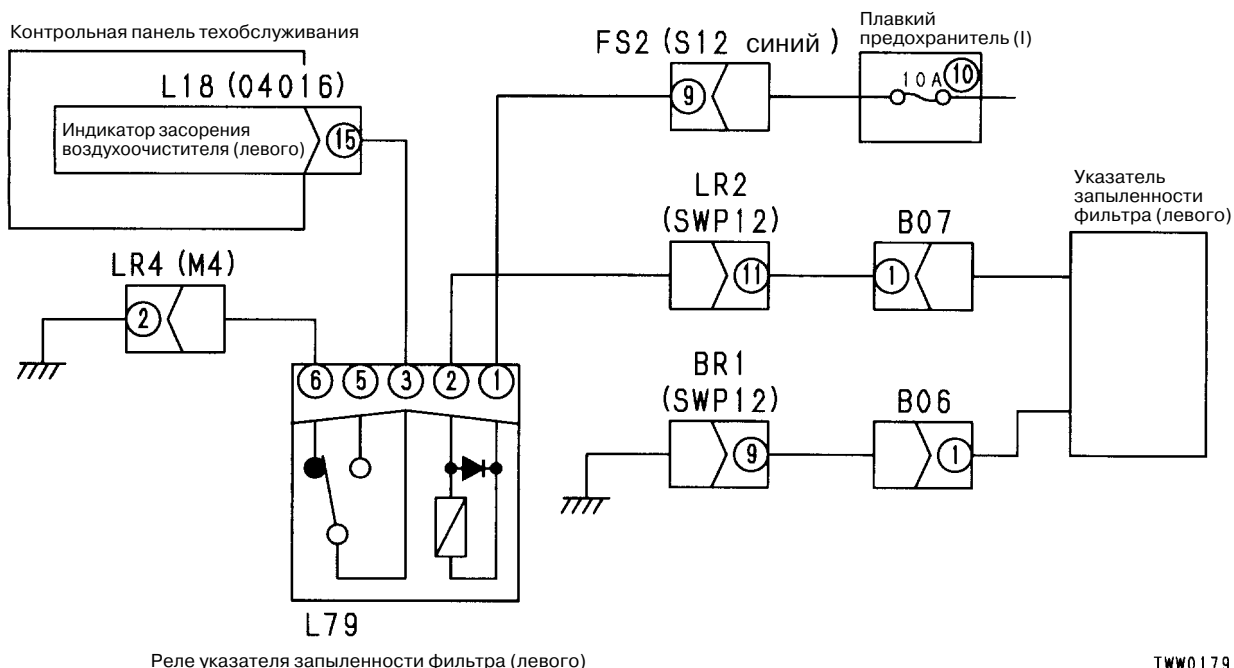 Контрольная панель техобслуживания
L18 (04016)
Индикатор засорения
воздухоочистителя (левого)
15
FS2 (S12 синий )
9
Плавкий
предохранитель (I)
10A
10
LR4 (M4)
2
LR2
(SWP12)
11
B07
1
Указатель
запыленности
фильтра (левого)
BR1
(SWP12)
9
B06
1
6 5 3 2 1
L79
Реле указателя запыленности фильтра (левого)
TWW0179